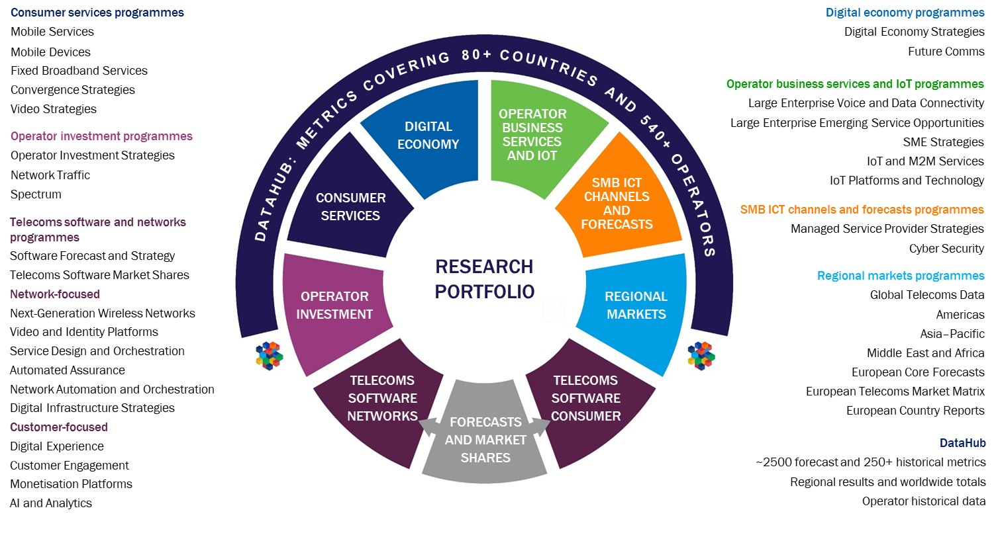 Consumer services programmes
Mobile Services
Mobile Devices
Fixed Broadband Services
Convergence Strategies
Video Strategies
Operator investment programmes
Operator Investment Strategies
Network Traffic
Spectrum
Telecoms software and networks
programmes
Software Forecast and Strategy
Telecoms Software Market Shares
Network-focused
Next-Generation Wireless Networks
Video and Identity Platforms
Service Design and Orchestration
Automated Assurance
Network Automation and Orchestration
Digital Infrastructure Strategies
Customer-focused
Digital Experience
Customer Engagement
Monetisation Platforms
AI and Analytics
DATAHUB: METRICS COVERING 80+ COUNTRIES AND 540+ OPERATORS
DIGITAL
ECONOMY
OPERATOR
BUSINESS
SERVICES
AND IOT
CONSUMER
SERVICES
SMB ICT
CHANNELS
AND
FORECASTS
RESEARCH
PORTFOLIO
OPERATOR
INVESTMENT
REGIONAL
MARKETS
TELECOMS
SOFTWARE
NETWORKS
FORECASTS
AND MARKET
SHARES
TELECOMS
SOFTWARE
CONSUMER
Digital economy programmes
Digital Economy Strategies
Future Comms
Operator business services and IoT programmes
Large Enterprise Voice and Data Connectivity
Large Enterprise Emerging Service Opportunities
SME Strategies
IoT and M2M Services
IoT Platforms and Technology
SMB ICT channels and forecasts programmes
Managed Service Provider Strategies
Cyber Security
Regional markets programmes
Global Telecoms Data
Americas
Asia–Pacific
Middle East and Africa
European Core Forecasts
European Telecoms Market Matrix
European Country Reports
DataHub
~2500 forecast and 250+ historical metrics
Regional results and worldwide totals
Operator historical data